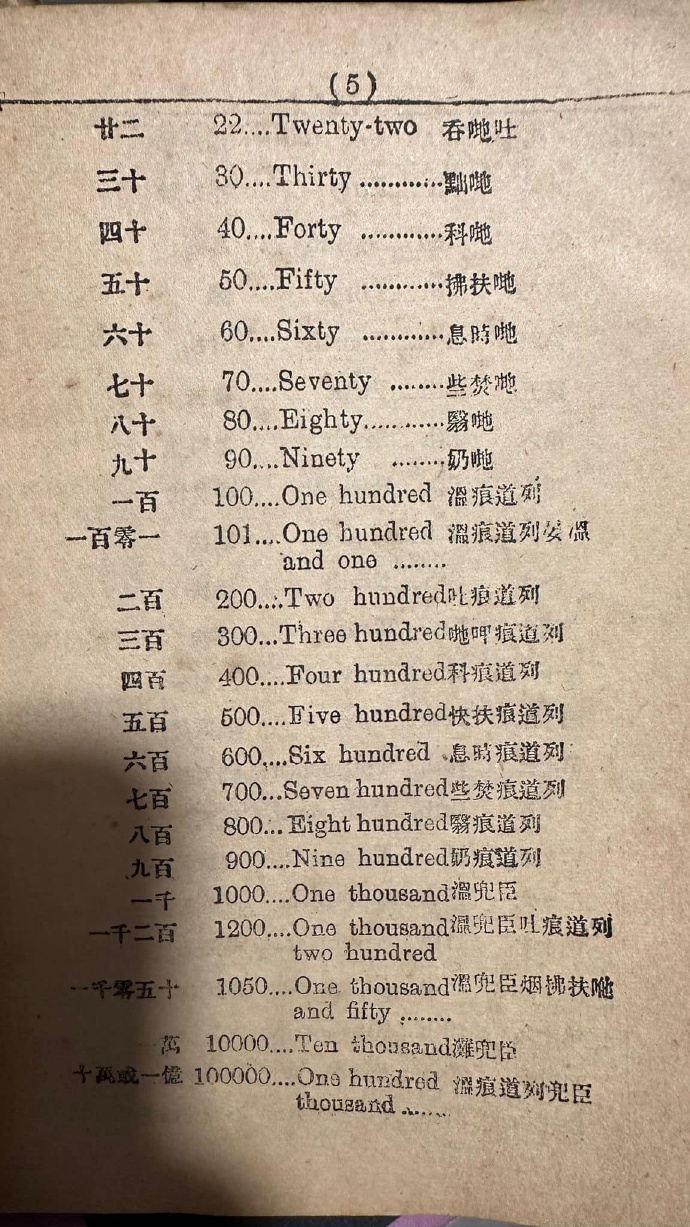 (5)
廿二 22....Twenty-two 吞哋吐
三十 30....Thirty ............黜哋
四十 40....Forty ............科哋
五十 50....Fifty ............拂扶哋
六十 60....Sixty ............息時哋
七十 70....Seventy ........些焚哋
八十 80....Eighty............翳哋
九十 90....Ninety ........奶哋
一百 100....One hundred 溫痕道列
一百零一 101....One hundred 溫痕道列晏溫
and one ........
二百 200....Two hundred吐痕道列
三百 300...Three hundred哋呷痕道列
四百 400....Four hundred科痕道列
五百 500....Five hundred快扶痕道列
六百 600....Six hundred 息時痕道列
七百 700...Seven hundred些焚痕道列
八百 800...Eight hundred翳痕道列
九百 900....Nine hundred奶痕道列
一千 1000....One thousand溫兜臣
一千二百 1200....One thousand溫兜臣吐痕道列
two hundred
一千零五十 1050....One thousand溫兜臣烟拂扶哋
and fifty ........
萬 10000....Ten thousand灘兜臣
十萬或一億 100000....One hundred 溫痕道列兜臣
thousand ........